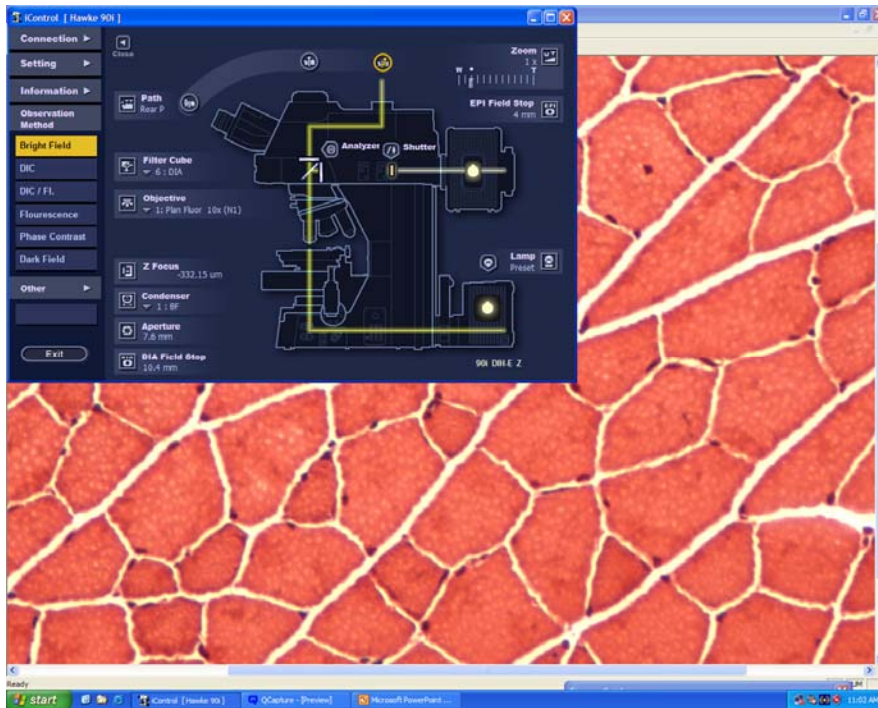 iControl [ Hawke 90i ]
Connection
Setting
Information
Observation
Method
Bright Field
DIC
DIC / Fl.
Flourescence
Phase Contrast
Dark Field
Other
Exit
Close
Path
Rear P
Filter Cube
6 : DIA
Objective
1: Plan Fluor 10x (N1)
Z Focus
-332.15 um
Condenser
1 : BF
Aperture
7.6 mm
DIA Field Stop
10.4 mm
Analyzer
Shutter
Zoom
1 x
W
T
EPI Field Stop
4 mm
Lamp
Preset
90i DIH-E Z
Ready
start
iControl [Hawke 90i]
QCapture - [Preview]
Microsoft PowerPoint ...
11:02 AM